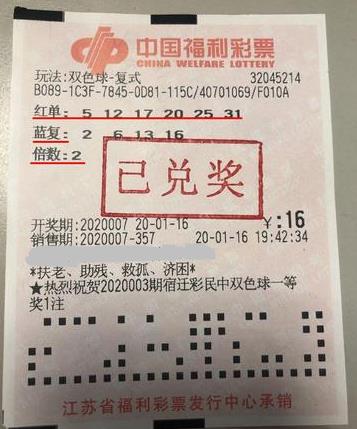 中国福利彩票
CHINA WELFARE LOTTERY
玩法:双色球-复式 32045214
B089-1C3F-7845-0D81-115C/40701069/F010A
红单: 5 12 17 20 25 31
蓝复: 2 6 13 16
倍数:2
已兑奖
开奖期:2020007 20-01-16 ¥:16
销售期:2020007-357 20-01-16 19:42:34
*扶老、助残、救孤、济困*
★热烈祝贺2020003期宿迁彩民中双色球一等
奖1注
江苏省福利彩票发行中心承销